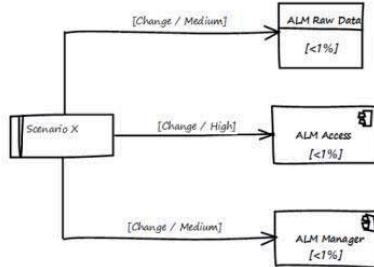 [Change / Medium]
ALM Raw Data
[<1%]
Scenario X
[Change / High]
ALM Access
[<1%]
[Change / Medium]
ALM Manager
[<1%]